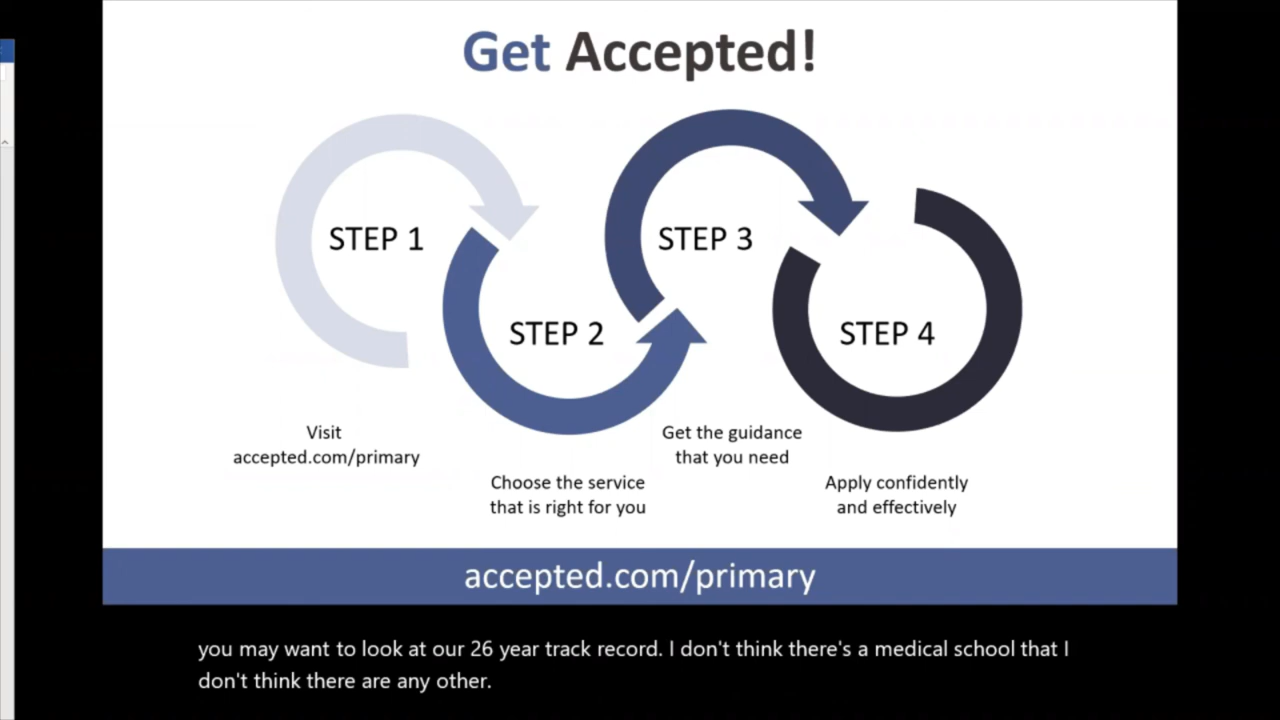 Get Accepted!
STEP 1
STEP 3
STEP 2
STEP 4
Visit
accepted.com/primary
Get the guidance
that you need
Choose the service
that is right for you
Apply confidently
and effectively
accepted.com/primary
you may want to look at our 26 year track record. I don't think there's a medical school that I
don't think there are any other.